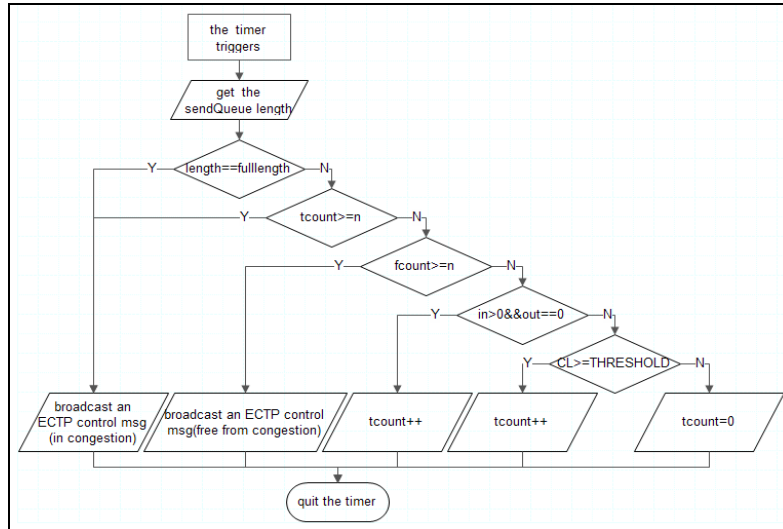 the timer
triggers
get the
sendQueue length
length==fulllength
Y
N
tcount>=n
Y
N
fcount>=n
Y
N
in>0&&out==0
Y
N
CL>=THRESHOLD
Y
N
broadcast an
ECTP control msg
(in congestion)
broadcast an ECTP control
msg(free from congestion)
tcount++
tcount++
tcount=0
quit the timer